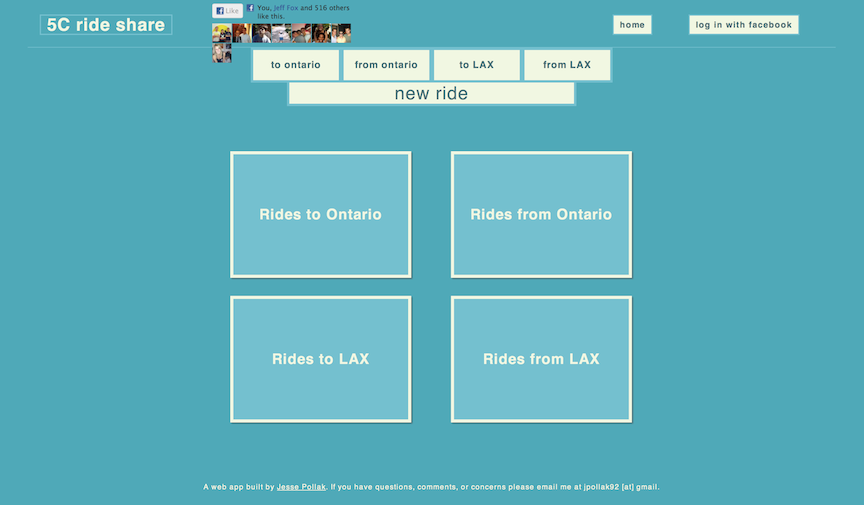 5C ride share
Like
You, Jeff Fox and 516 others
like this.
home
log in with facebook
to ontario
from ontario
to LAX
from LAX
new ride
Rides to Ontario
Rides from Ontario
Rides to LAX
Rides from LAX
A web app built by Jesse Pollak. If you have questions, comments, or concerns please email me at jpollak92 [at] gmail.